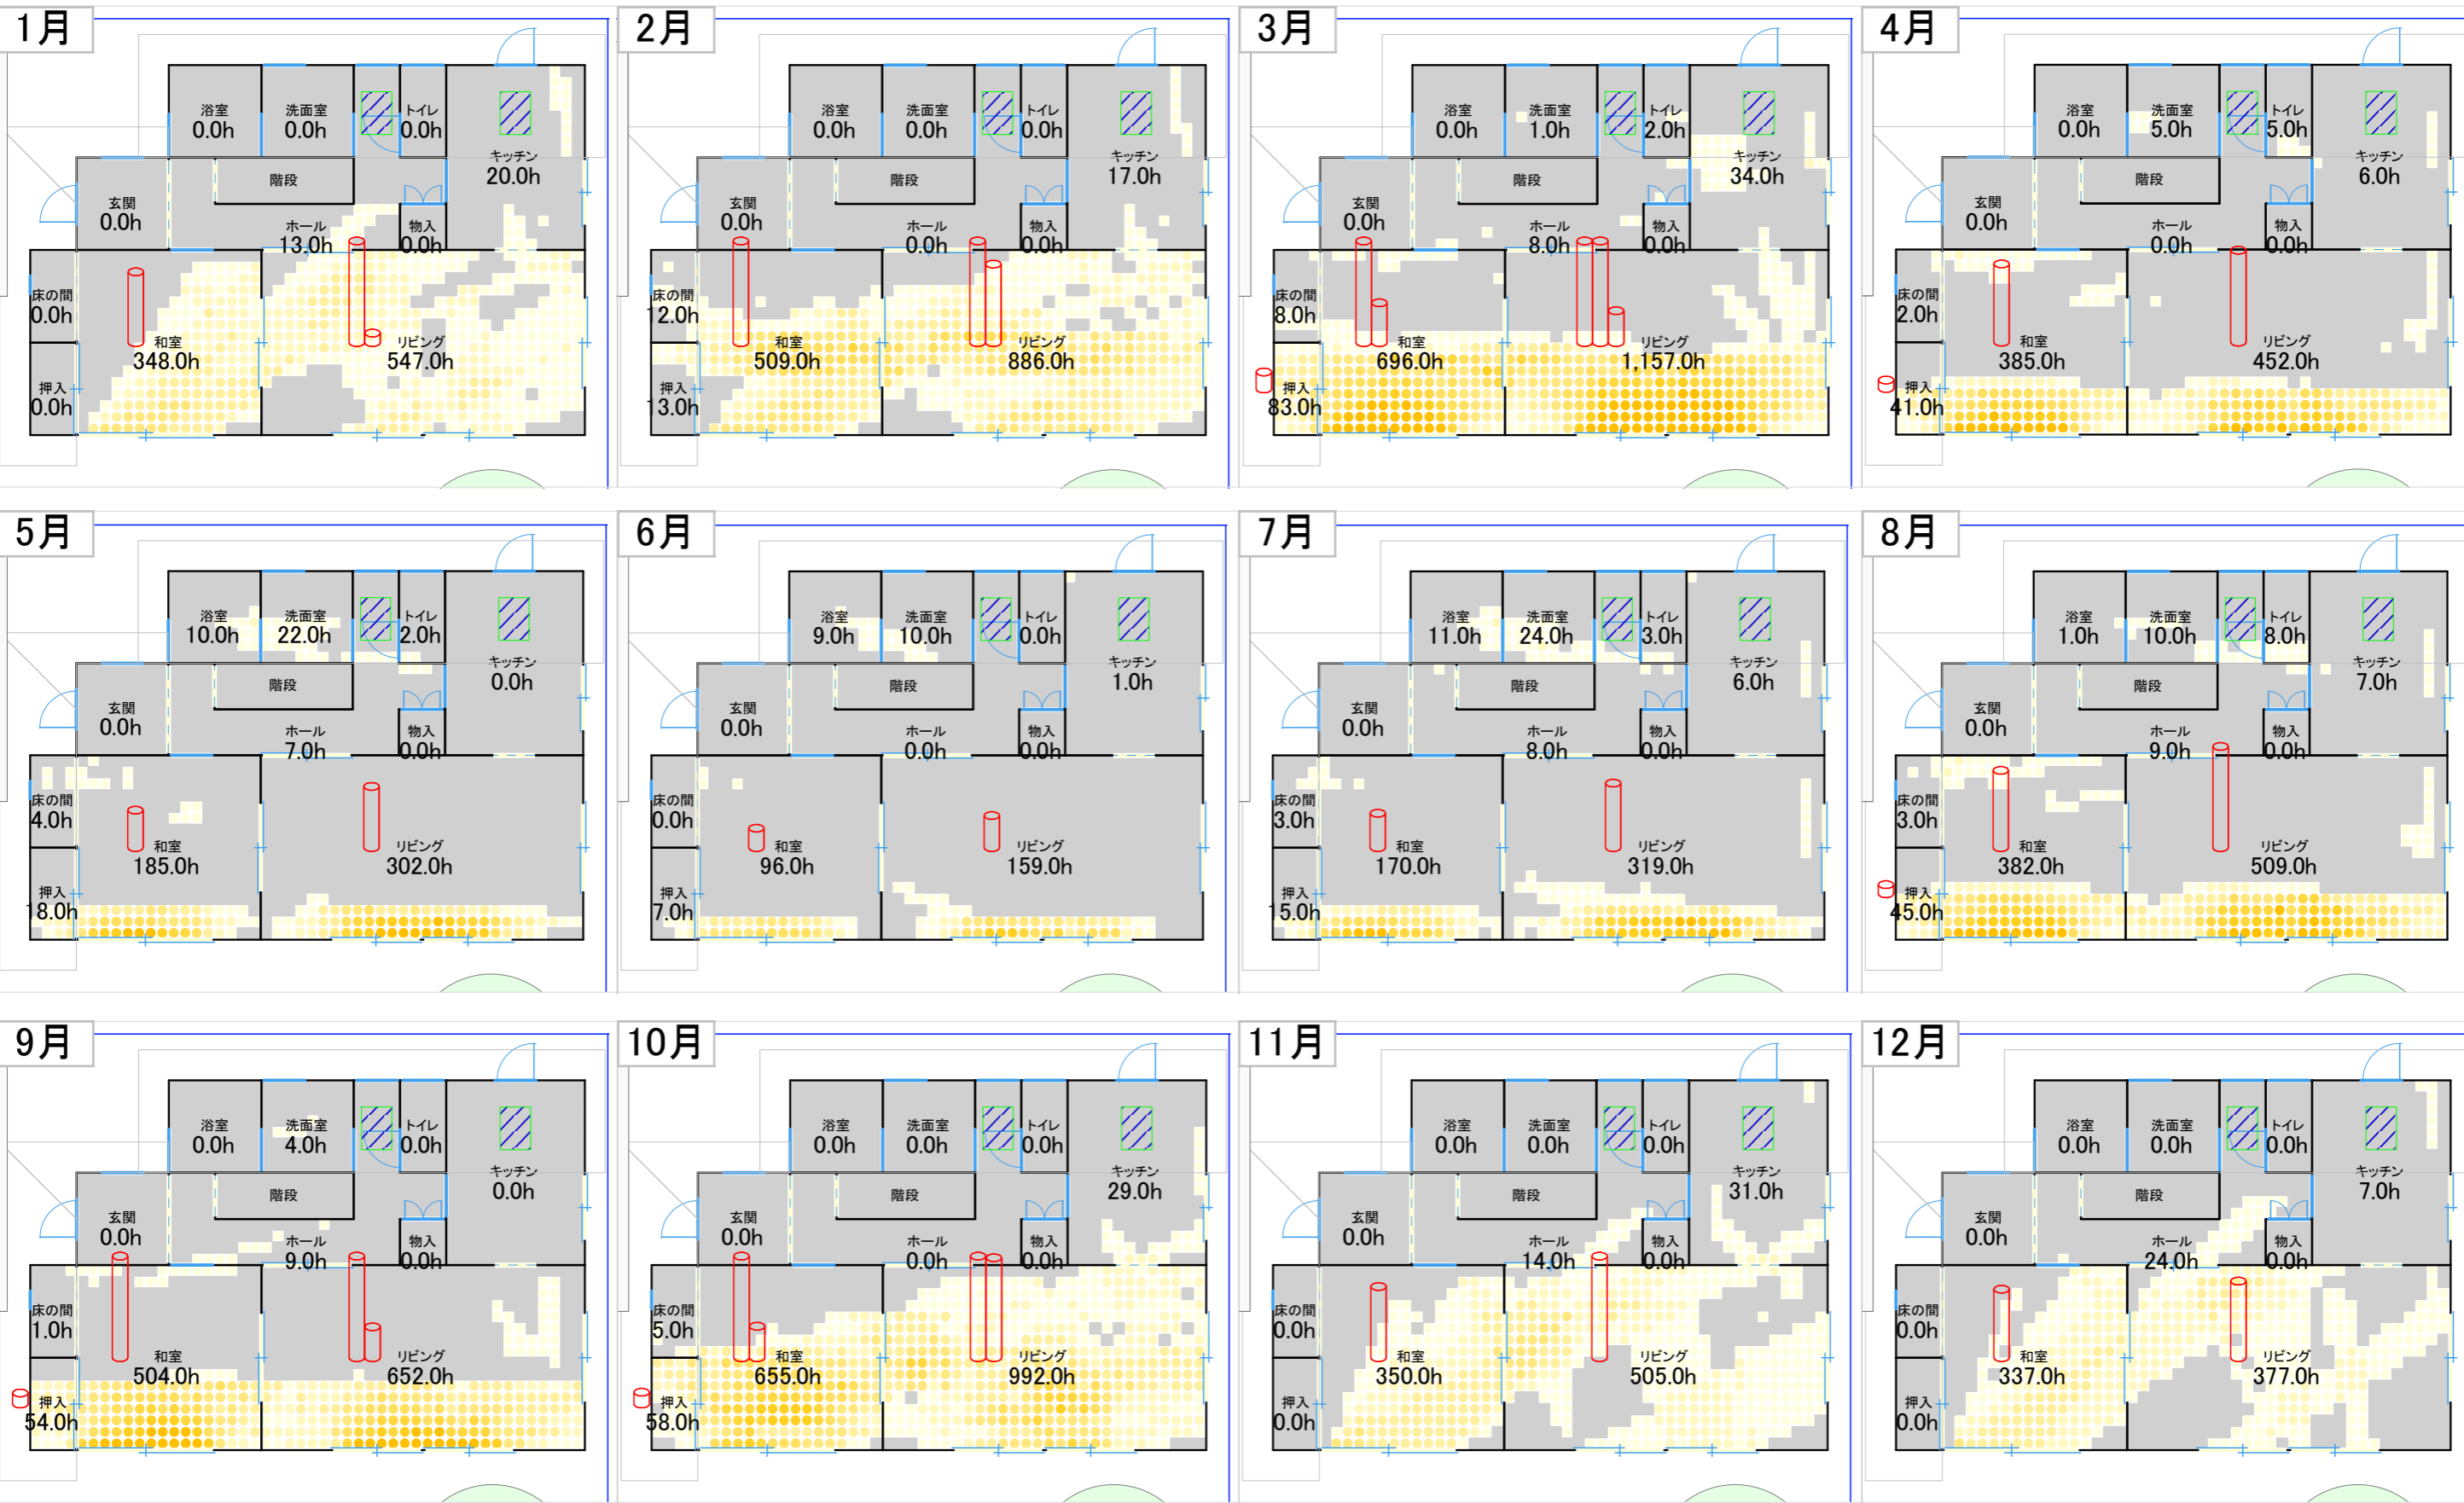 1月
浴室
0.0h
洗面室
0.0h
トイレ
0.0h
キッチン
20.0h
階段
玄関
0.0h
ホール
13.0h
物入
0.0h
床の間
0.0h
和室
348.0h
リビング
547.0h
押入
0.0h
2月
浴室
0.0h
洗面室
0.0h
トイレ
0.0h
キッチン
17.0h
階段
玄関
0.0h
ホール
0.0h
物入
0.0h
床の間
12.0h
和室
509.0h
リビング
886.0h
押入
13.0h
3月
浴室
0.0h
洗面室
1.0h
トイレ
2.0h
キッチン
34.0h
階段
玄関
0.0h
ホール
8.0h
物入
0.0h
床の間
8.0h
和室
696.0h
リビング
1,157.0h
押入
83.0h
4月
浴室
0.0h
洗面室
5.0h
トイレ
5.0h
キッチン
6.0h
階段
玄関
0.0h
ホール
0.0h
物入
0.0h
床の間
2.0h
和室
385.0h
リビング
452.0h
押入
41.0h
5月
浴室
10.0h
洗面室
22.0h
トイレ
2.0h
キッチン
0.0h
階段
玄関
0.0h
ホール
7.0h
物入
0.0h
床の間
4.0h
和室
185.0h
リビング
302.0h
押入
18.0h
6月
浴室
9.0h
洗面室
10.0h
トイレ
0.0h
キッチン
1.0h
階段
玄関
0.0h
ホール
0.0h
物入
0.0h
床の間
0.0h
和室
96.0h
リビング
159.0h
押入
7.0h
7月
浴室
11.0h
洗面室
24.0h
トイレ
3.0h
キッチン
6.0h
階段
玄関
0.0h
ホール
8.0h
物入
0.0h
床の間
3.0h
和室
170.0h
リビング
319.0h
押入
15.0h
8月
浴室
1.0h
洗面室
10.0h
トイレ
8.0h
キッチン
7.0h
階段
玄関
0.0h
ホール
9.0h
物入
0.0h
床の間
3.0h
和室
382.0h
リビング
509.0h
押入
45.0h
9月
浴室
0.0h
洗面室
4.0h
トイレ
0.0h
キッチン
0.0h
階段
玄関
0.0h
ホール
9.0h
物入
0.0h
床の間
1.0h
和室
504.0h
リビング
652.0h
押入
54.0h
10月
浴室
0.0h
洗面室
0.0h
トイレ
0.0h
キッチン
29.0h
階段
玄関
0.0h
ホール
0.0h
物入
0.0h
床の間
5.0h
和室
655.0h
リビング
992.0h
押入
58.0h
11月
浴室
0.0h
洗面室
0.0h
トイレ
0.0h
キッチン
31.0h
階段
玄関
0.0h
ホール
14.0h
物入
0.0h
床の間
0.0h
和室
350.0h
リビング
505.0h
押入
0.0h
12月
浴室
0.0h
洗面室
0.0h
トイレ
0.0h
キッチン
7.0h
階段
玄関
0.0h
ホール
24.0h
物入
0.0h
床の間
0.0h
和室
337.0h
リビング
377.0h
押入
0.0h